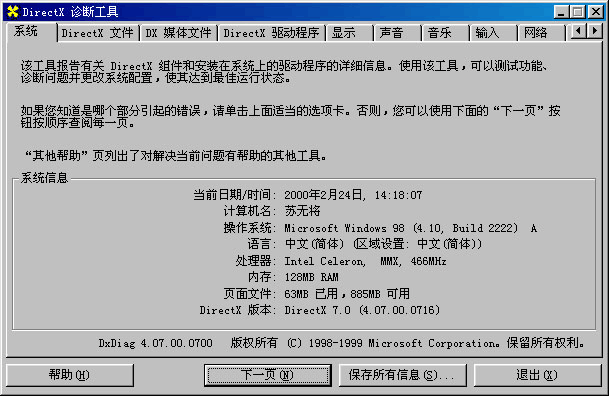 DirectX 诊断工具
系统 DirectX 文件 DX 媒体文件 DirectX 驱动程序 显示 声音 音乐 输入 网络
该工具报告有关 DirectX 组件和安装在系统上的驱动程序的详细信息。使用该工具,可以测试功能、
诊断问题并更改系统配置,使其达到最佳运行状态。
如果您知道是哪个部分引起的错误,请单击上面适当的选项卡。否则,您可以使用下面的“下一页”按
钮按顺序查阅每一页。
“其他帮助”页列出了对解决当前问题有帮助的其他工具。
系统信息
当前日期/时间: 2000年2月24日, 14:18:07
计算机名: 苏无将
操作系统: Microsoft Windows 98 (4.10, Build 2222) A
语言: 中文(简体) (区域设置: 中文(简体))
处理器: Intel Celeron, MMX, 466MHz
内存: 128MB RAM
页面文件: 63MB 已用,885MB 可用
DirectX 版本: DirectX 7.0 (4.07.00.0716)
DxDiag 4.07.00.0700 版权所有 (C) 1998-1999 Microsoft Corporation。保留所有权利。
帮助(H) 下一页(N) 保存所有信息(S)... 退出(X)